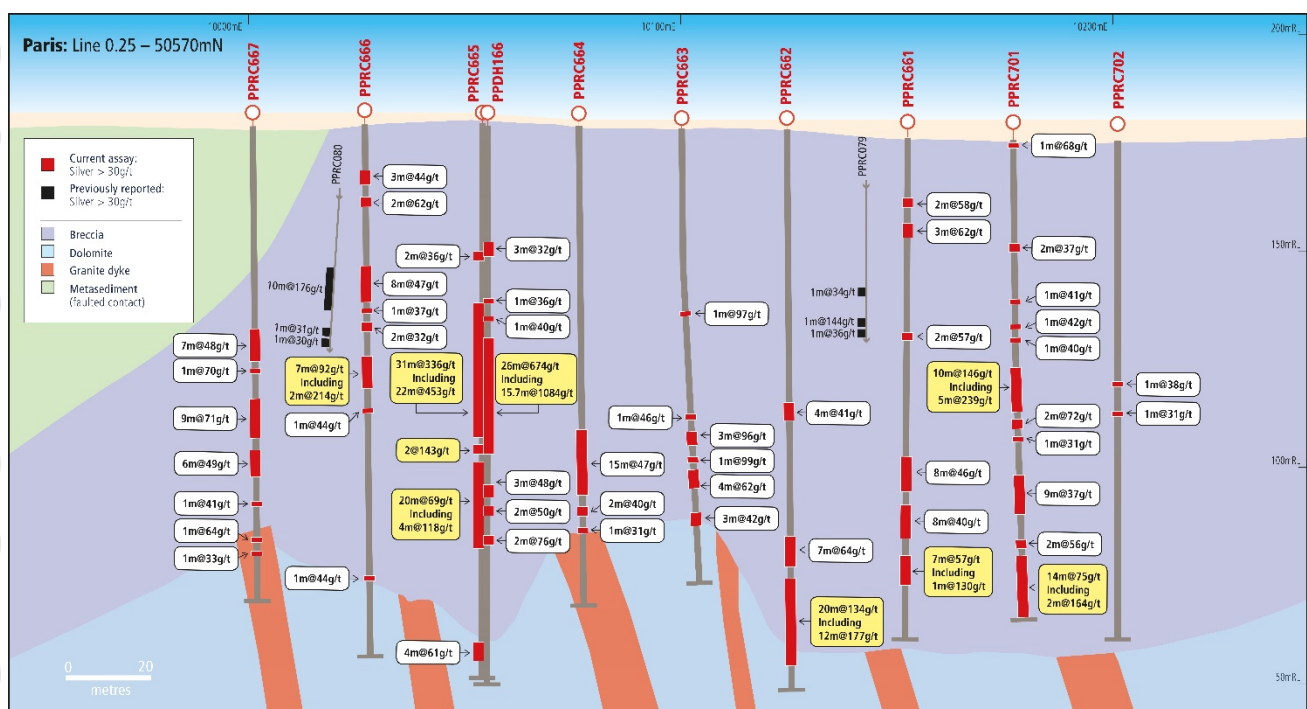 10000mE
10100mE
10200mE
200mRL
Paris: Line 0.25 – 50570mN
PPRC667
PPRC666
PPRC665
PPDH166
PPRC664
PPRC663
PPRC662
PPRC661
PPRC701
PPRC702
Current assay:
Silver > 30g/t
Previously reported:
Silver > 30g/t
Breccia
Dolomite
Granite dyke
Metasediment
(faulted contact)
PPRC080
10m@176g/t
1m@31g/t
1m@30g/t
7m@48g/t
1m@70g/t
9m@71g/t
6m@49g/t
1m@41g/t
1m@64g/t
1m@33g/t
3m@44g/t
2m@62g/t
8m@47g/t
1m@37g/t
2m@32g/t
7m@92g/t
Including
2m@214g/t
1m@44g/t
1m@44g/t
2m@36g/t
31m@336g/t
Including
22m@453g/t
2@143g/t
20m@69g/t
Including
4m@118g/t
4m@61g/t
3m@32g/t
1m@36g/t
1m@40g/t
26m@674g/t
Including
15.7m@1084g/t
3m@48g/t
2m@50g/t
2m@76g/t
15m@47g/t
2m@40g/t
1m@31g/t
1m@97g/t
1m@46g/t
3m@96g/t
1m@99g/t
4m@62g/t
3m@42g/t
4m@41g/t
7m@64g/t
20m@134g/t
Including
12m@177g/t
PPRC079
1m@34g/t
1m@144g/t
1m@36g/t
2m@58g/t
3m@62g/t
2m@57g/t
8m@46g/t
8m@40g/t
7m@57g/t
Including
1m@130g/t
1m@68g/t
2m@37g/t
1m@41g/t
1m@42g/t
1m@40g/t
10m@146g/t
Including
5m@239g/t
2m@72g/t
1m@31g/t
9m@37g/t
2m@56g/t
14m@75g/t
Including
2m@164g/t
1m@38g/t
1m@31g/t
150mRL
100mRL
50mRL
0 20
metres